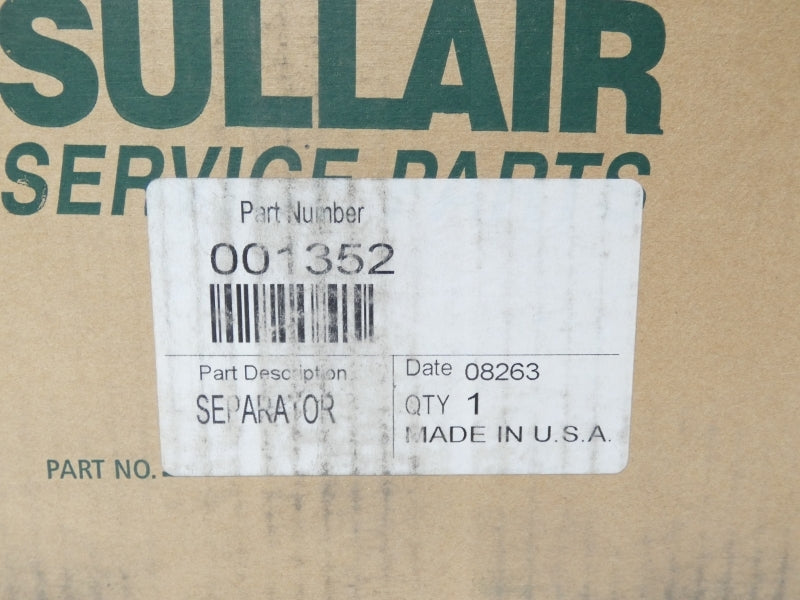 SULLAIR
SERVICE PARTS
Part Number
001352
Part Description
Date 08263
SEPARATOR
QTY 1
MADE IN U.S.A.
PART NO.